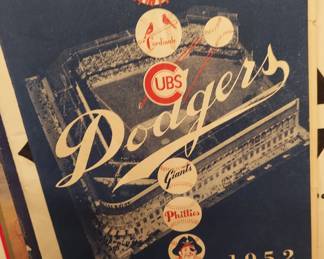 Cardinals
CUBS
Dodgers
Giants
Phillies
1952